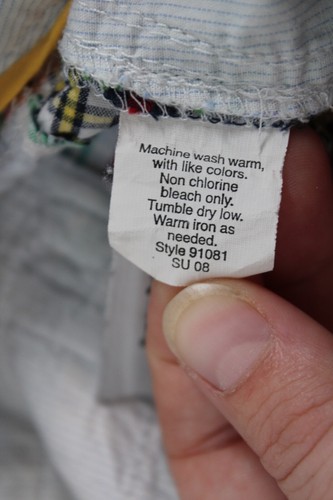 Machine wash warm,
with like colors.
Non chlorine
bleach only.
Tumble dry low.
Warm iron as
needed.
Style 91081
SU 08